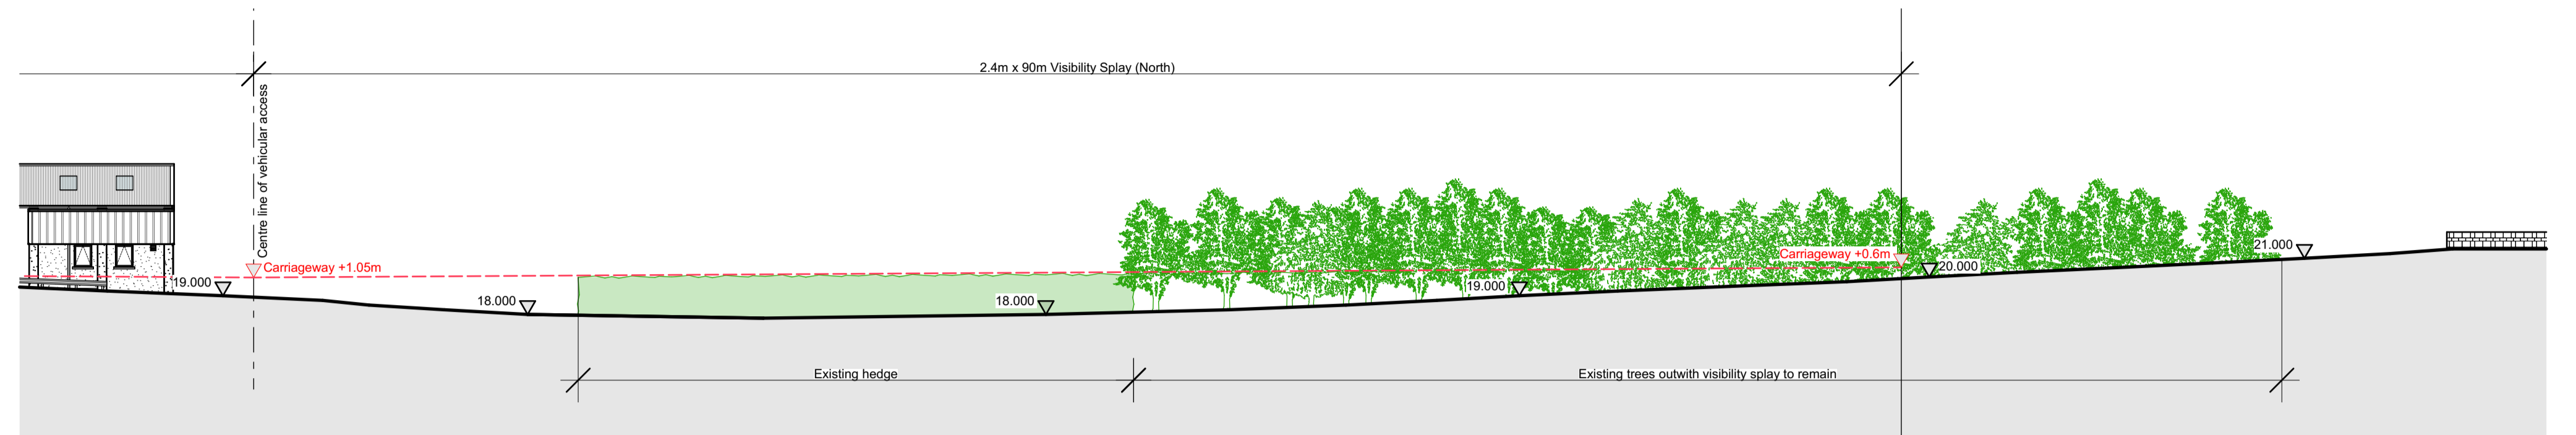 2.4m x 90m Visibility Splay (North)
Centre line of vehicular access
Carriageway +1.05m
Carriageway +0.6m
19.000
18.000
18.000
19.000
20.000
21.000
Existing hedge
Existing trees outwith visibility splay to remain